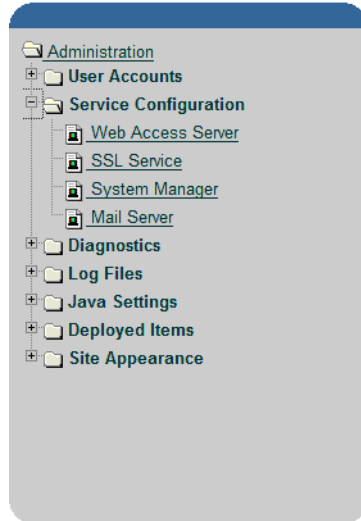 Administration
User Accounts
Service Configuration
Web Access Server
SSL Service
System Manager
Mail Server
Diagnostics
Log Files
Java Settings
Deployed Items
Site Appearance